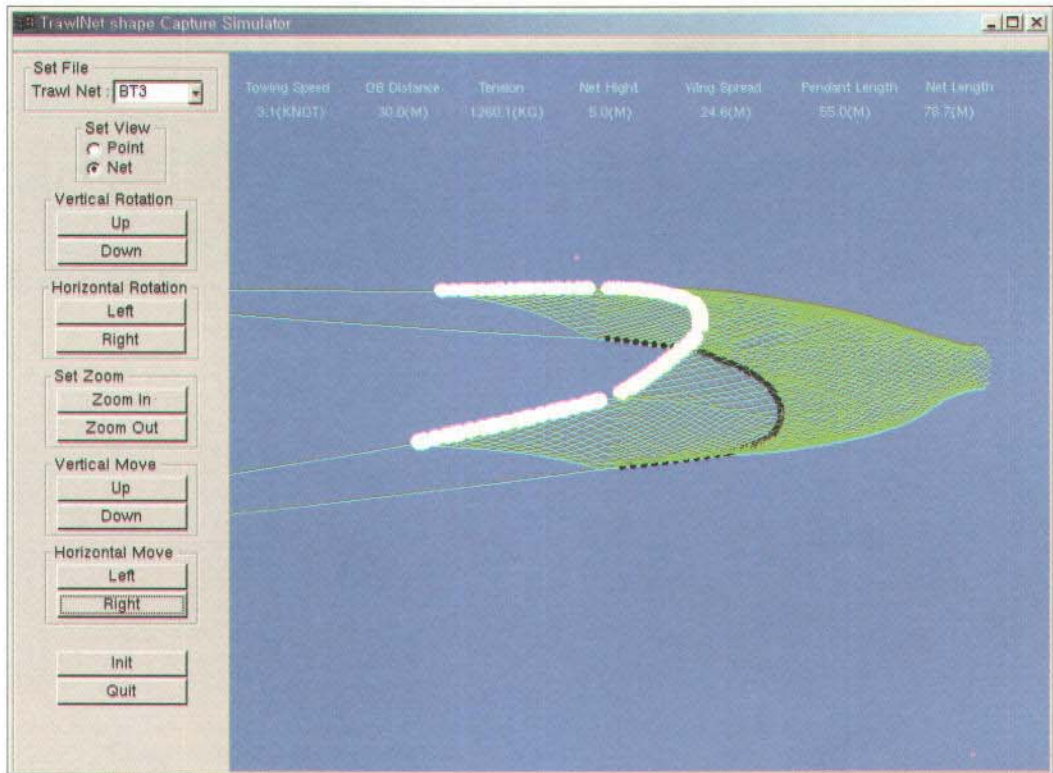 TrawlNet shape Capture Simulator
Set File
Trawl Net : BT3
Set View
Point
Net
Vertical Rotation
Up
Down
Horizontal Rotation
Left
Right
Set Zoom
Zoom In
Zoom Out
Vertical Move
Up
Down
Horizontal Move
Left
Right
Init
Quit
Towing Speed OB Distance Tension Net Hight Wing Spread Pendant Length Net Length
3.1(KNOT) 30.0(M) 1260.1(KG) 5.0(M) 24.6(M) 55.0(M) 76.7(M)